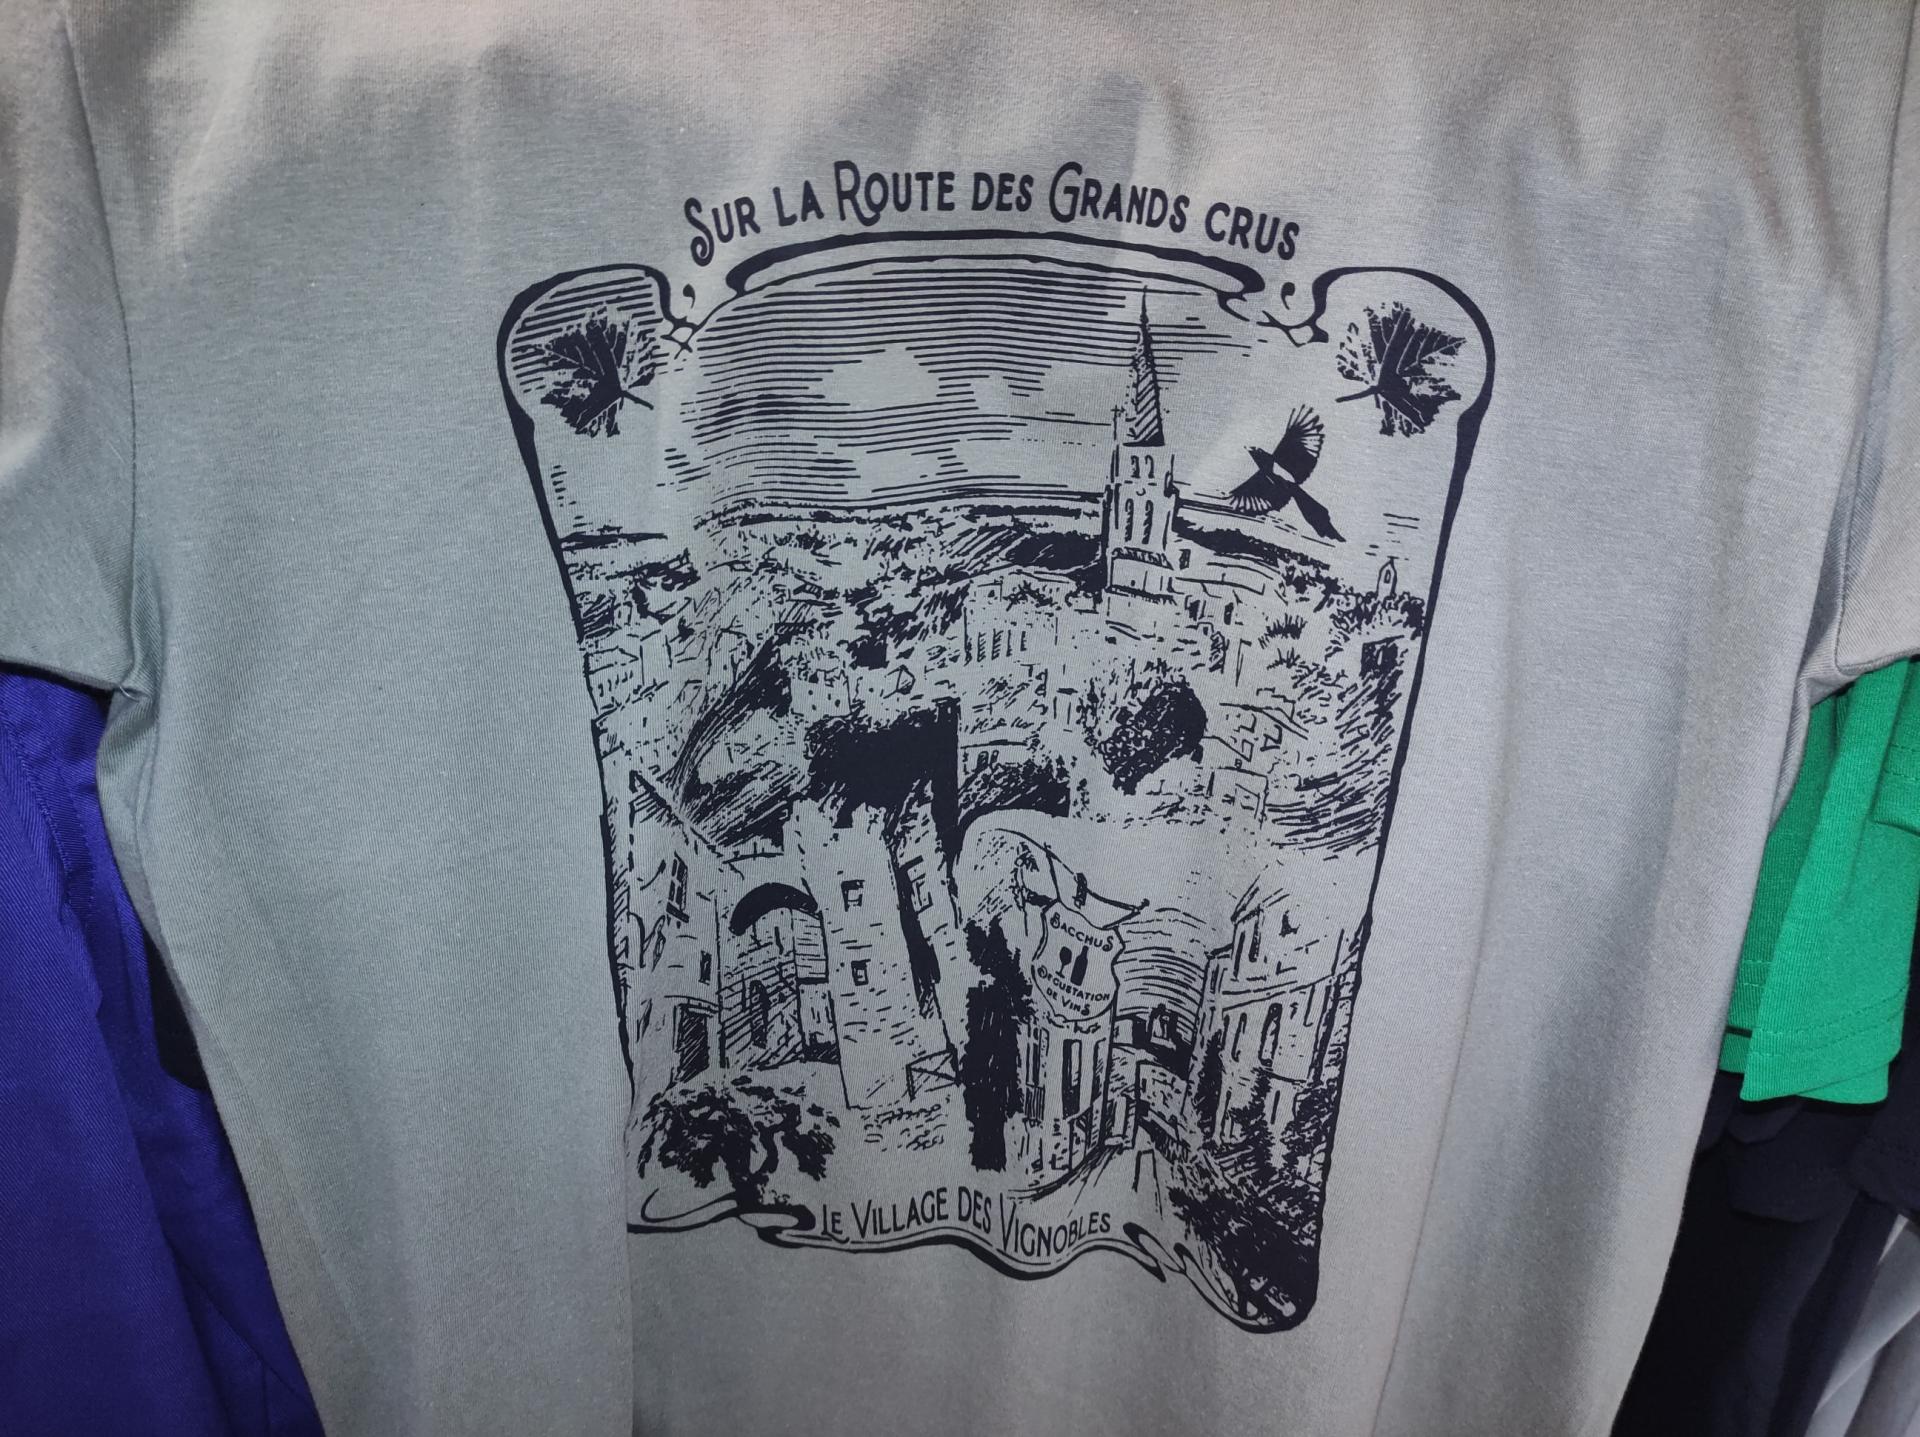 Sur la Route des Grands crus
Bacchus
Dégustation
de Vins
Le Village des Vignobles